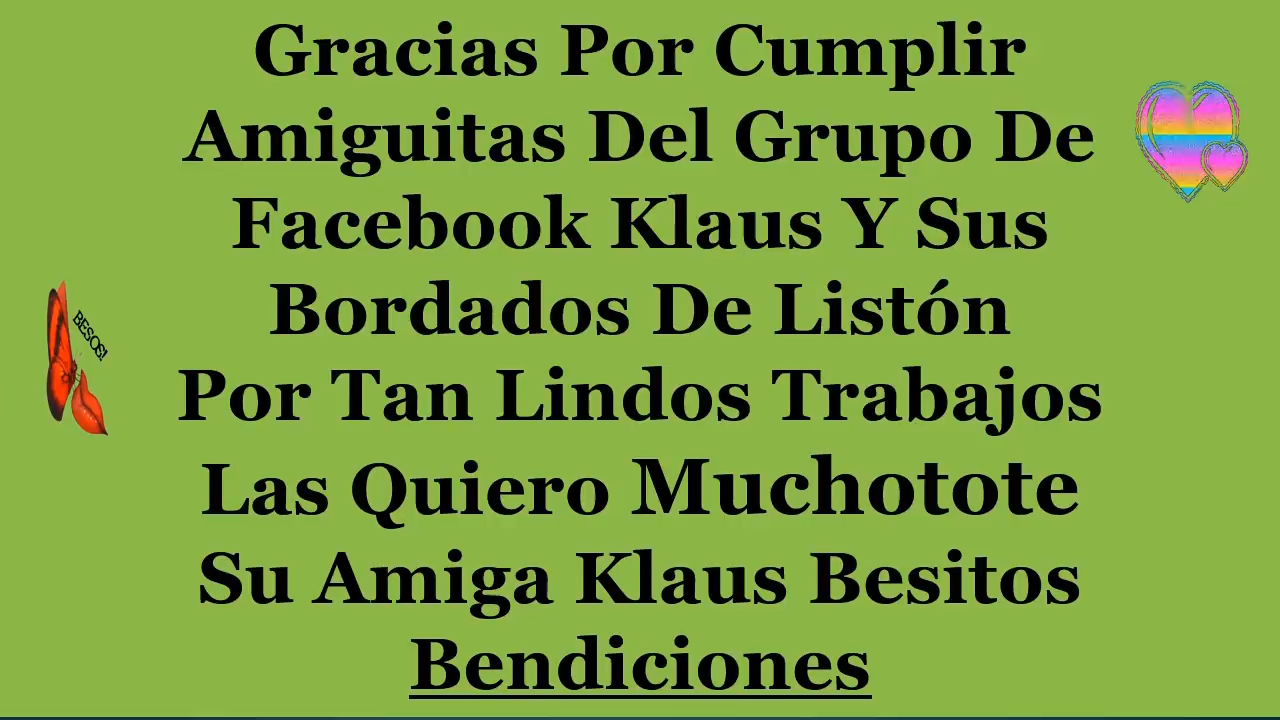 Gracias Por Cumplir
Amiguitas Del Grupo De
Facebook Klaus Y Sus
Bordados De Listón
BESOS!
Por Tan Lindos Trabajos
Las Quiero Muchotote
Su Amiga Klaus Besitos
Bendiciones